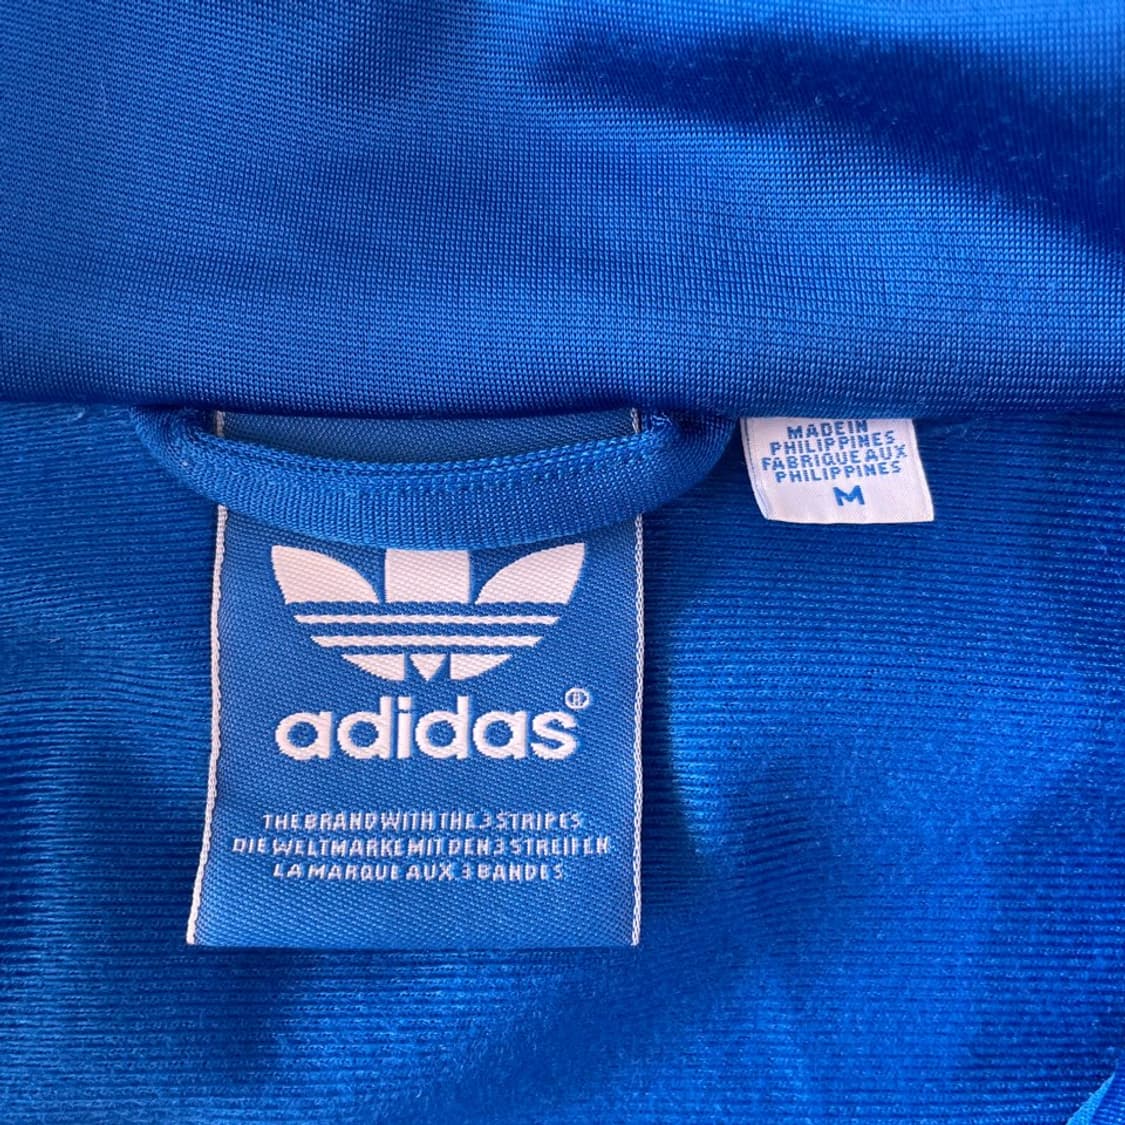 adidas®
THE BRAND WITH THE 3 STRIPES
DIE WELTMARKE MIT DEN 3 STREIFEN
LA MARQUE AUX 3 BANDES
MADE IN
PHILIPPINES
FABRIQUE AUX
PHILIPPINES
M